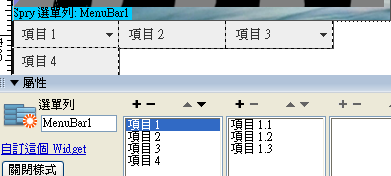 Spry 選單列: MenuBar1
項目 1 項目 2 項目 3
項目 4
屬性
選單列
MenuBar1
自訂這個 Widget
關閉樣式
項目 1
項目 2
項目 3
項目 4
項目 1.1
項目 1.2
項目 1.3